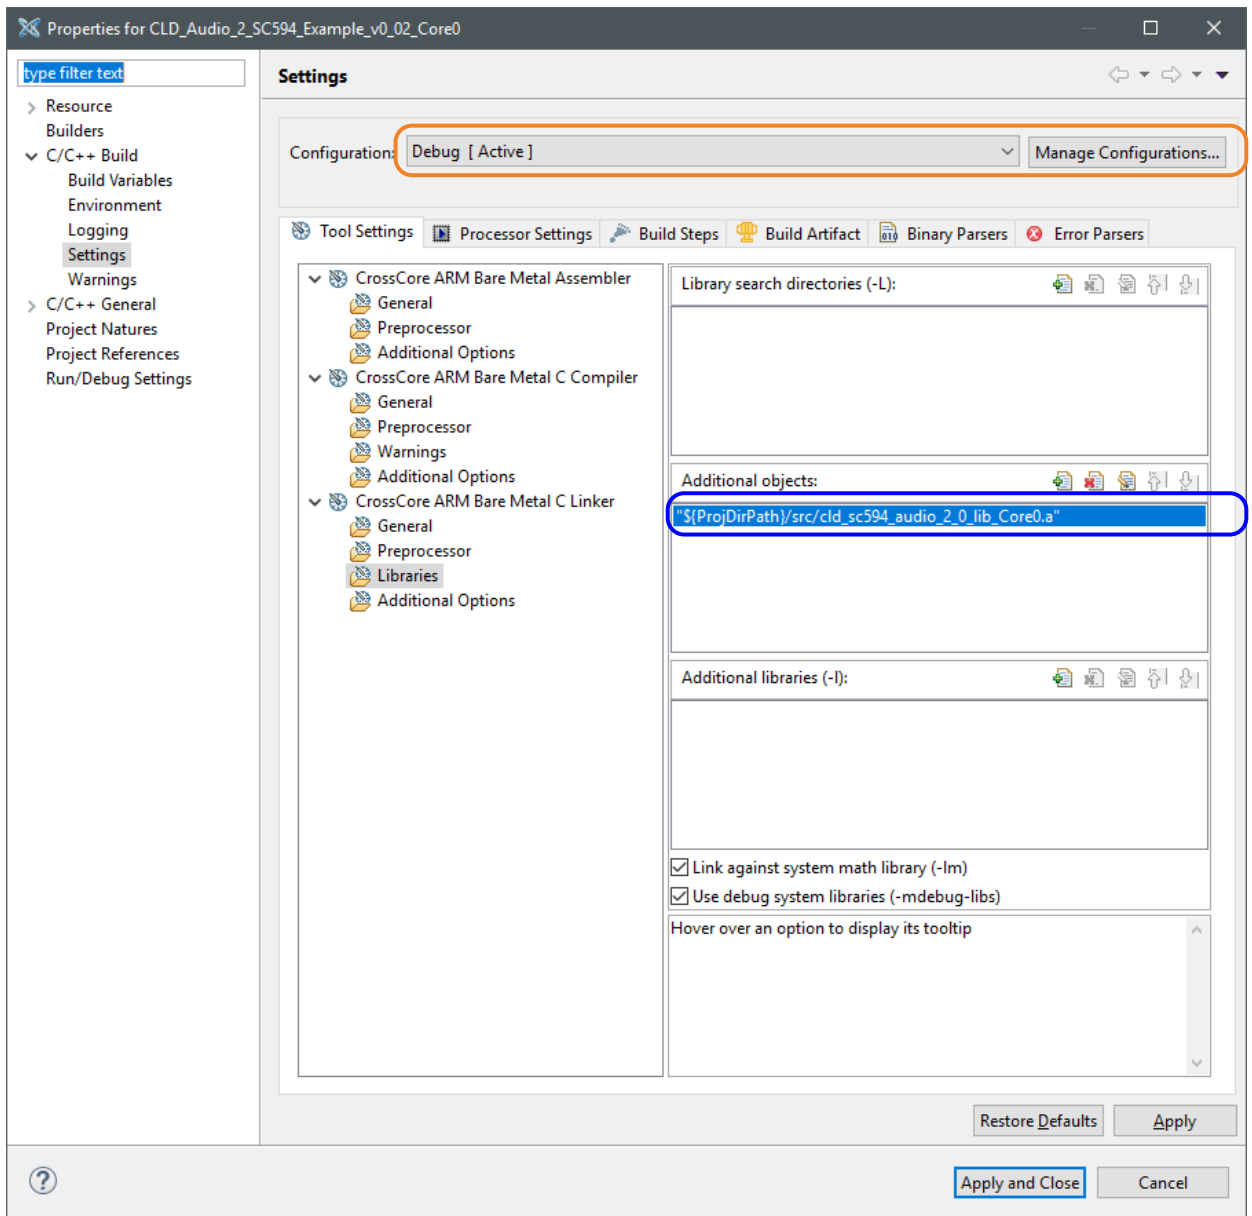 Properties for CLD_Audio_2_SC594_Example_v0_02_Core0
type filter text
Resource
Builders
C/C++ Build
Build Variables
Environment
Logging
Settings
Warnings
C/C++ General
Project Natures
Project References
Run/Debug Settings
Settings
Configuration: Debug [ Active ] Manage Configurations...
Tool Settings Processor Settings Build Steps Build Artifact Binary Parsers Error Parsers
CrossCore ARM Bare Metal Assembler
General
Preprocessor
Additional Options
CrossCore ARM Bare Metal C Compiler
General
Preprocessor
Warnings
Additional Options
CrossCore ARM Bare Metal C Linker
General
Preprocessor
Libraries
Additional Options
Library search directories (-L):
Additional objects:
"${ProjDirPath}/src/cld_sc594_audio_2_0_lib_Core0.a"
Additional libraries (-l):
Link against system math library (-lm)
Use debug system libraries (-mdebug-libs)
Hover over an option to display its tooltip
Restore Defaults Apply
? Apply and Close Cancel